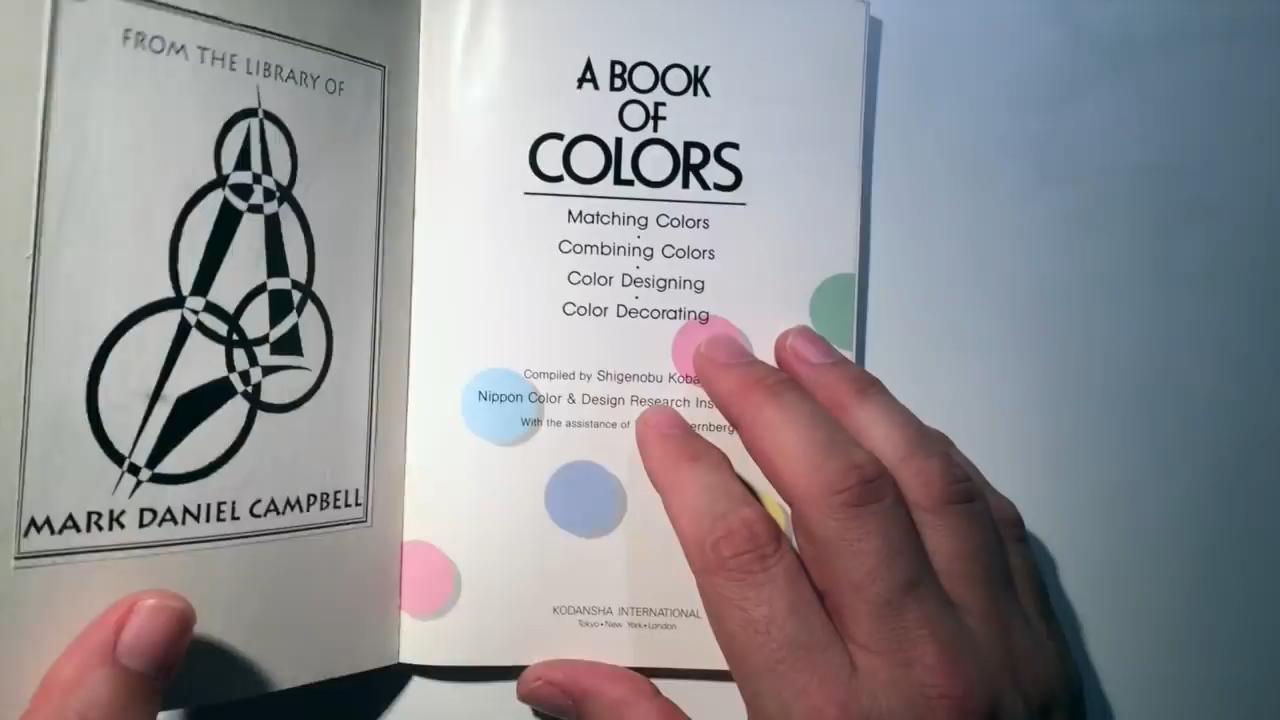 FROM THE LIBRARY OF
MARK DANIEL CAMPBELL
A BOOK
OF
COLORS
Matching Colors
Combining Colors
Color Designing
Color Decorating
Compiled by Shigenobu
Nippon Color & Design Research
With the assistance of
KODANSHA INTERNATIONAL
Tokyo•New York•London